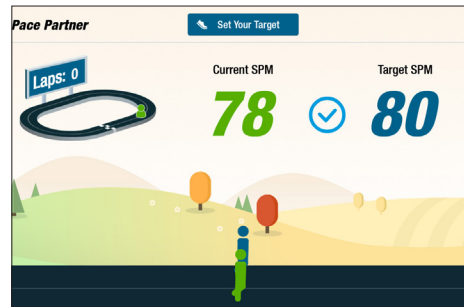 Pace Partner
Set Your Target
Laps: 0
Current SPM
Target SPM
78
80